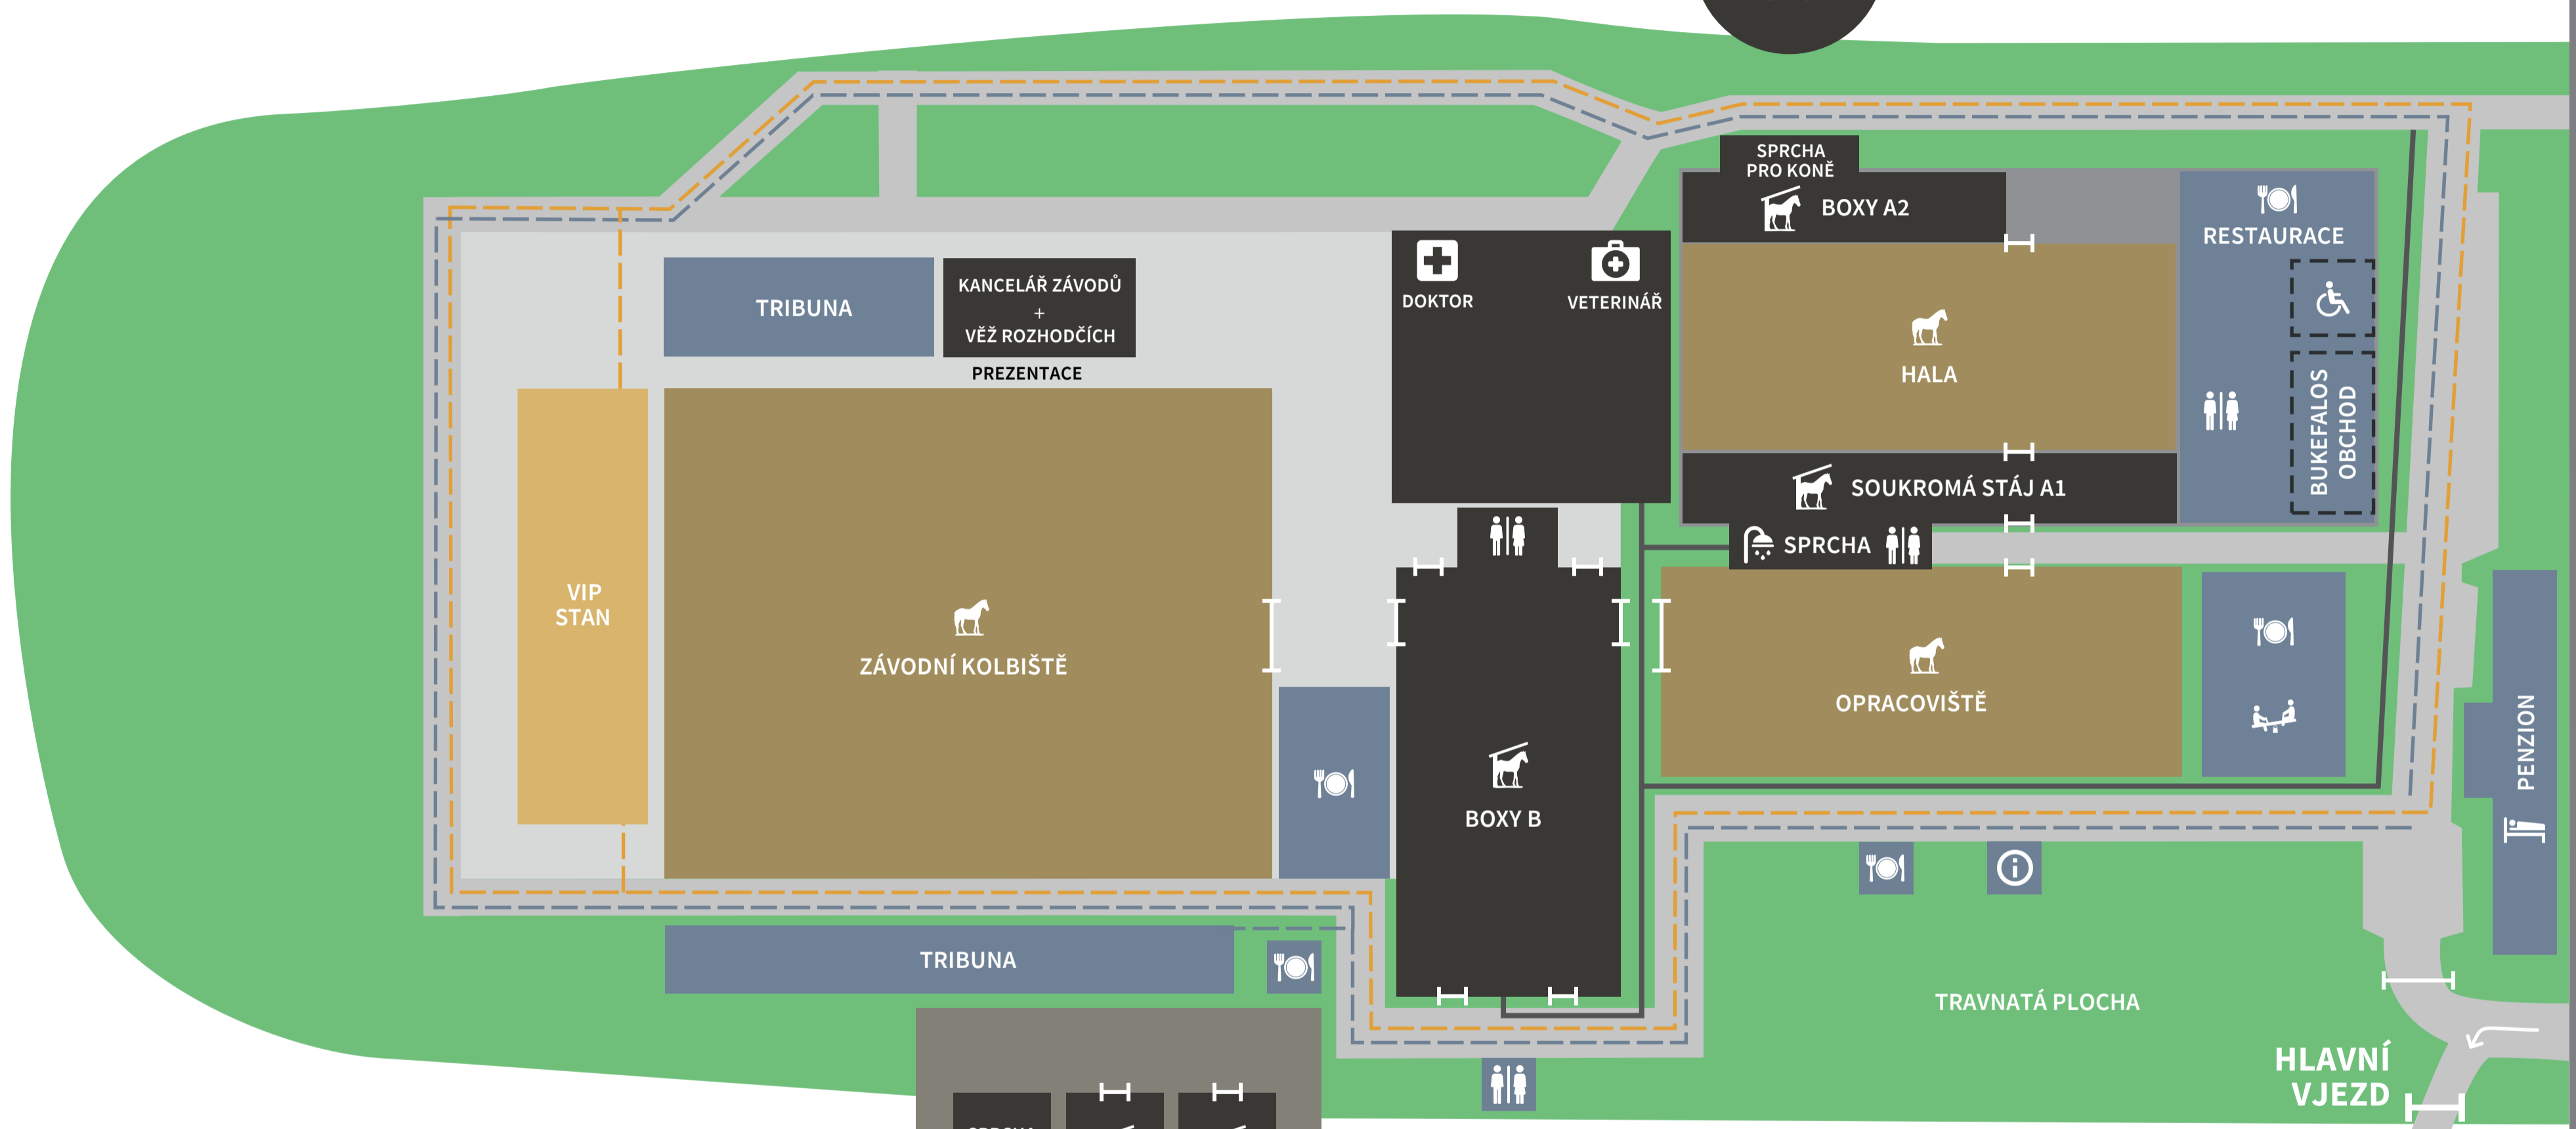 SPRCHA
PRO KONĚ
BOXY A2
RESTAURACE
DOKTOR
VETERINÁŘ
KANCELÁŘ ZÁVODŮ
+
VĚŽ ROZHODČÍCH
TRIBUNA
PREZENTACE
HALA
BUKEFALOS
OBCHOD
SOUKROMÁ STÁJ A1
SPRCHA
VIP
STAN
ZÁVODNÍ KOLBIŠTĚ
OPRACOVIŠTĚ
PENZION
BOXY B
TRIBUNA
TRAVNATÁ PLOCHA
HLAVNÍ
VJEZD